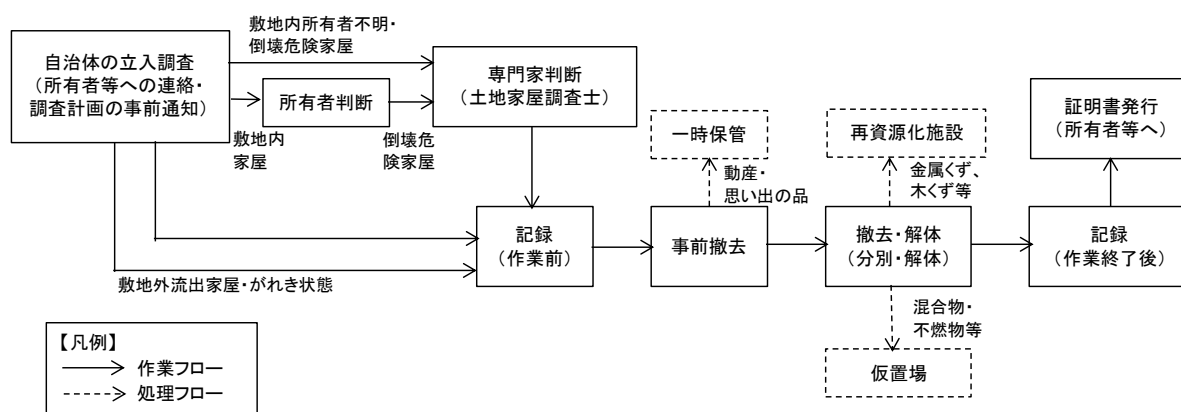 敷地内所有者不明・
倒壊危険家屋
自治体の立入調査
（所有者等への連絡・
調査計画の事前通知）
所有者判断
敷地内
家屋
倒壊危
険家屋
専門家判断
（土地家屋調査士）
一時保管
動産・
思い出の品
再資源化施設
金属くず、
木くず等
証明書発行
（所有者等へ）
記録
（作業前）
事前撤去
撤去・解体
（分別・解体）
記録
（作業終了後）
敷地外流出家屋・がれき状態
混合物・
不燃物等
仮置場
【凡例】
作業フロー
処理フロー